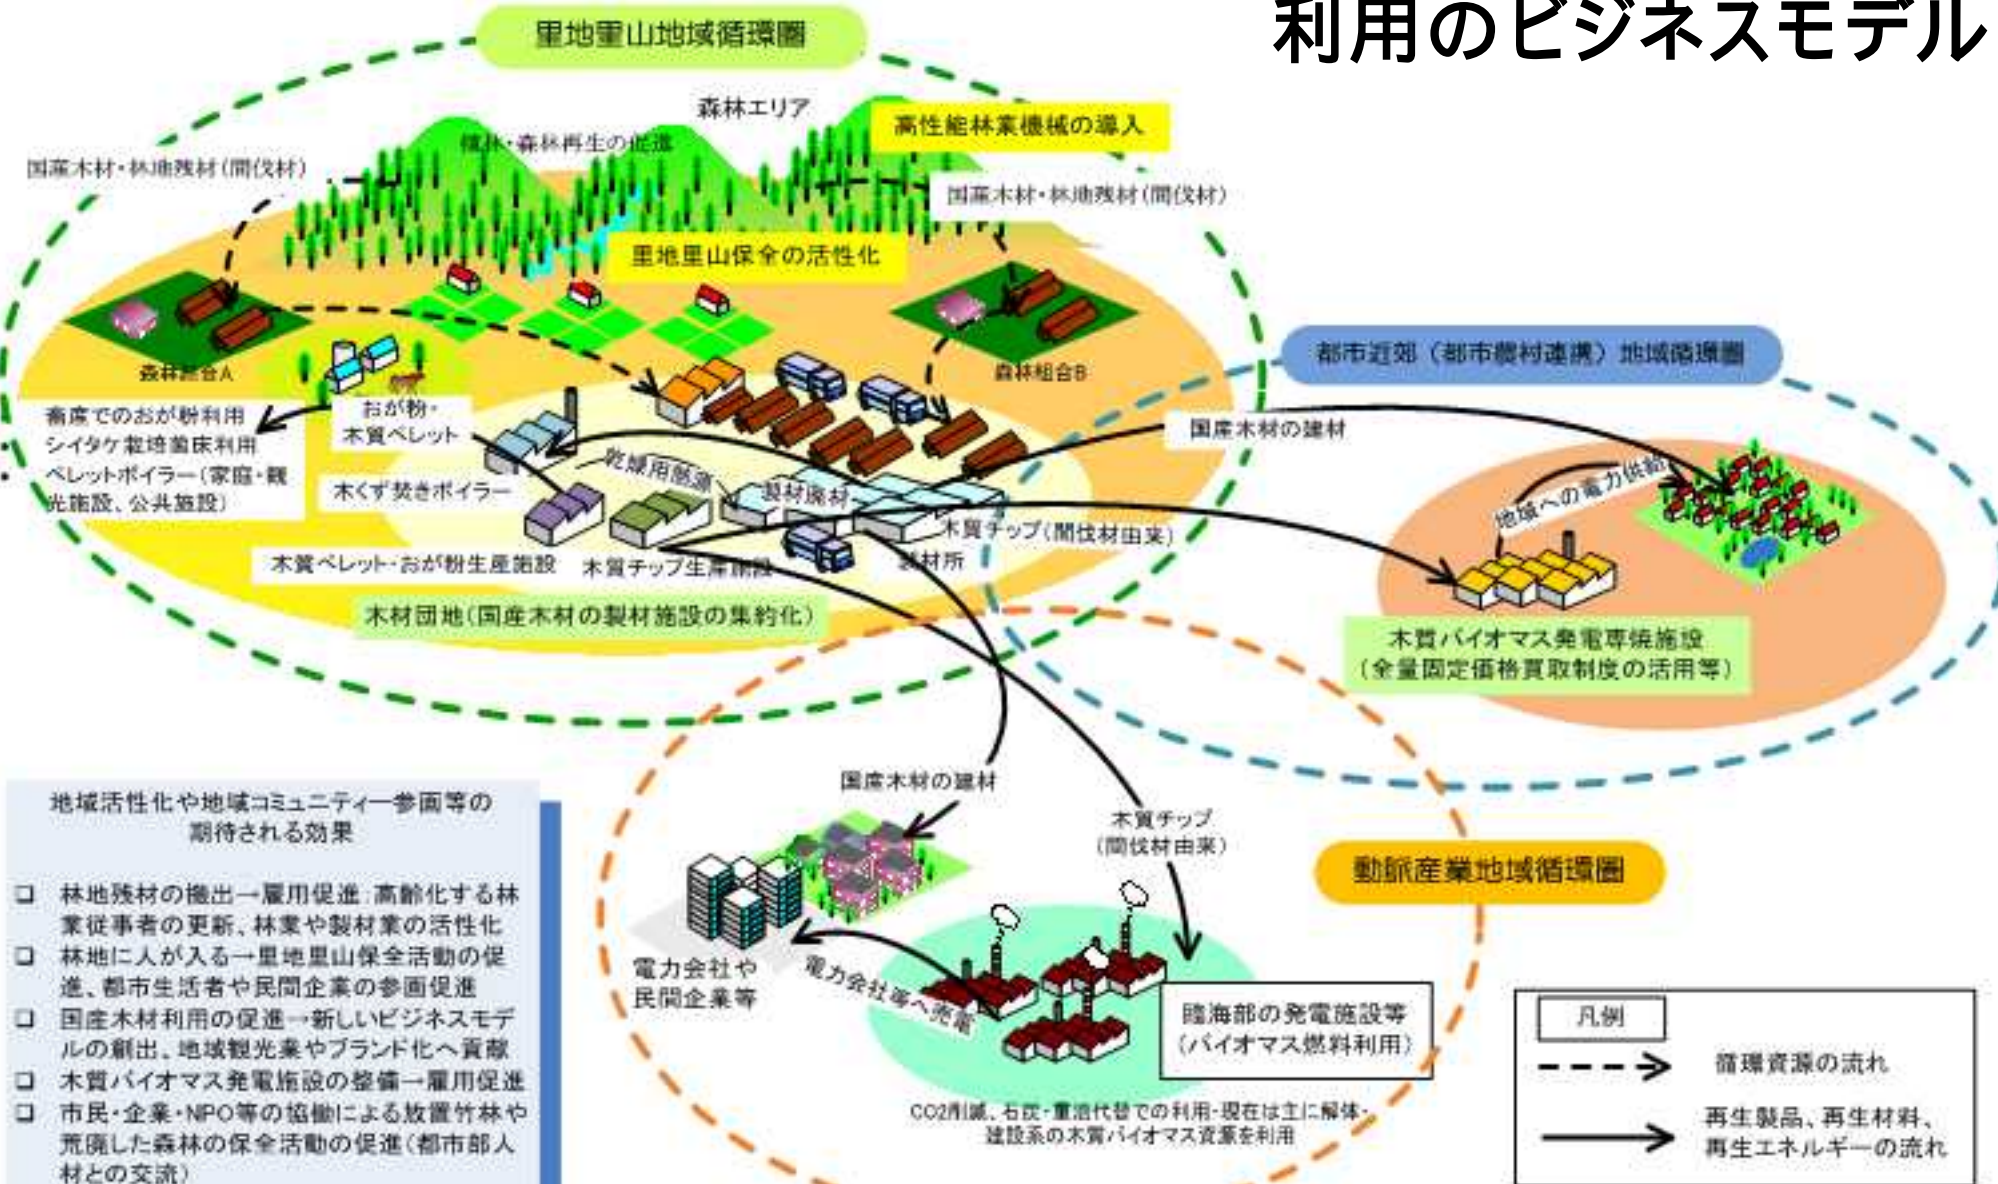 利用のビジネスモデル
里地里山地域循環圏
森林エリア
高性能林業機械の導入
植林・森林再生の促進
国産木材・林地残材(間伐材)
国産木材・林地残材(間伐材)
里地里山保全の活性化
森林組合A
森林組合B
都市近郊(都市農村連携)地域循環圏
畜産でのおが粉利用
・ シイタケ栽培菌床利用
・ ペレットボイラー(家庭・観
光施設、公共施設)
おが粉・
木質ペレット
木くず焚きボイラー
乾燥用熱源
製材廃材
国産木材の建材
木質チップ(間伐材由来)
製材所
木質ペレット・おが粉生産施設
木質チップ生産施設
木材団地(国産木材の製材施設の集約化)
地域への電力供給
木質バイオマス発電専焼施設
(全量固定価格買取制度の活用等)
国産木材の建材
木質チップ
(間伐材由来)
動脈産業地域循環圏
電力会社や
民間企業等
電力会社等へ売電
臨海部の発電施設等
(バイオマス燃料利用)
CO2削減、石炭・重油代替での利用・現在は主に解体・
建設系の木質バイオマス資源を利用
地域活性化や地域コミュニティー参画等の
期待される効果
❑ 林地残材の搬出→雇用促進、高齢化する林
業従事者の更新、林業や製材業の活性化
❑ 林地に人が入る→里地里山保全活動の促
進、都市生活者や民間企業の参画促進
❑ 国産木材利用の促進→新しいビジネスモデ
ルの創出、地域観光業やブランド化へ貢献
❑ 木質バイオマス発電施設の整備→雇用促進
❑ 市民・企業・NPO等の協働による放置竹林や
荒廃した森林の保全活動の促進(都市部人
材との交流)
凡例
循環資源の流れ
再生製品、再生材料、
再生エネルギーの流れ